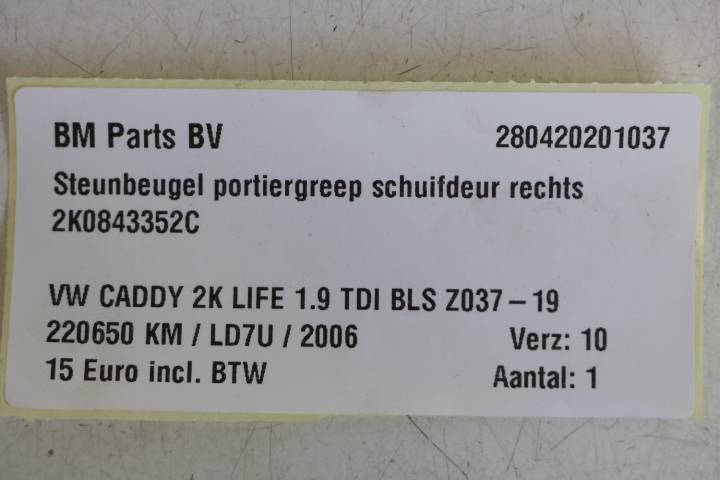 BM Parts BV 280420201037
Steunbeugel portiergreep schuifdeur rechts
2K0843352C
VW CADDY 2K LIFE 1.9 TDI BLS Z037-19
220650 KM / LD7U / 2006 Verz: 10
15 Euro incl. BTW Aantal: 1